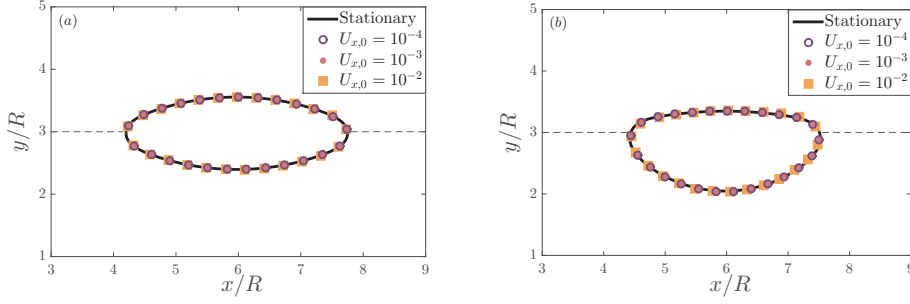 (a)
Stationary
U_{x,0} = 10^{-4}
U_{x,0} = 10^{-3}
U_{x,0} = 10^{-2}
5
4
3
2
1
y/R
3 4 5 6 7 8 9
x/R
(b)
Stationary
U_{x,0} = 10^{-4}
U_{x,0} = 10^{-3}
U_{x,0} = 10^{-2}
5
4
3
2
1
y/R
3 4 5 6 7 8 9
x/R